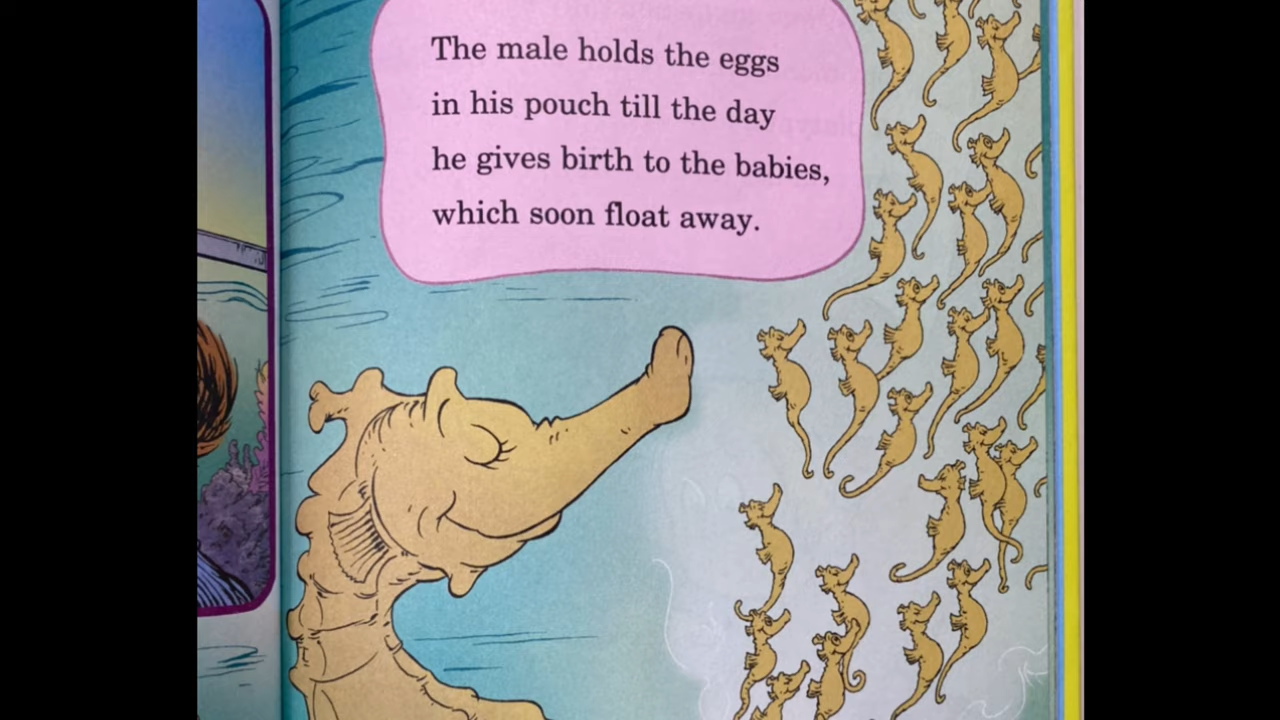 The male holds the eggs
in his pouch till the day
he gives birth to the babies,
which soon float away.